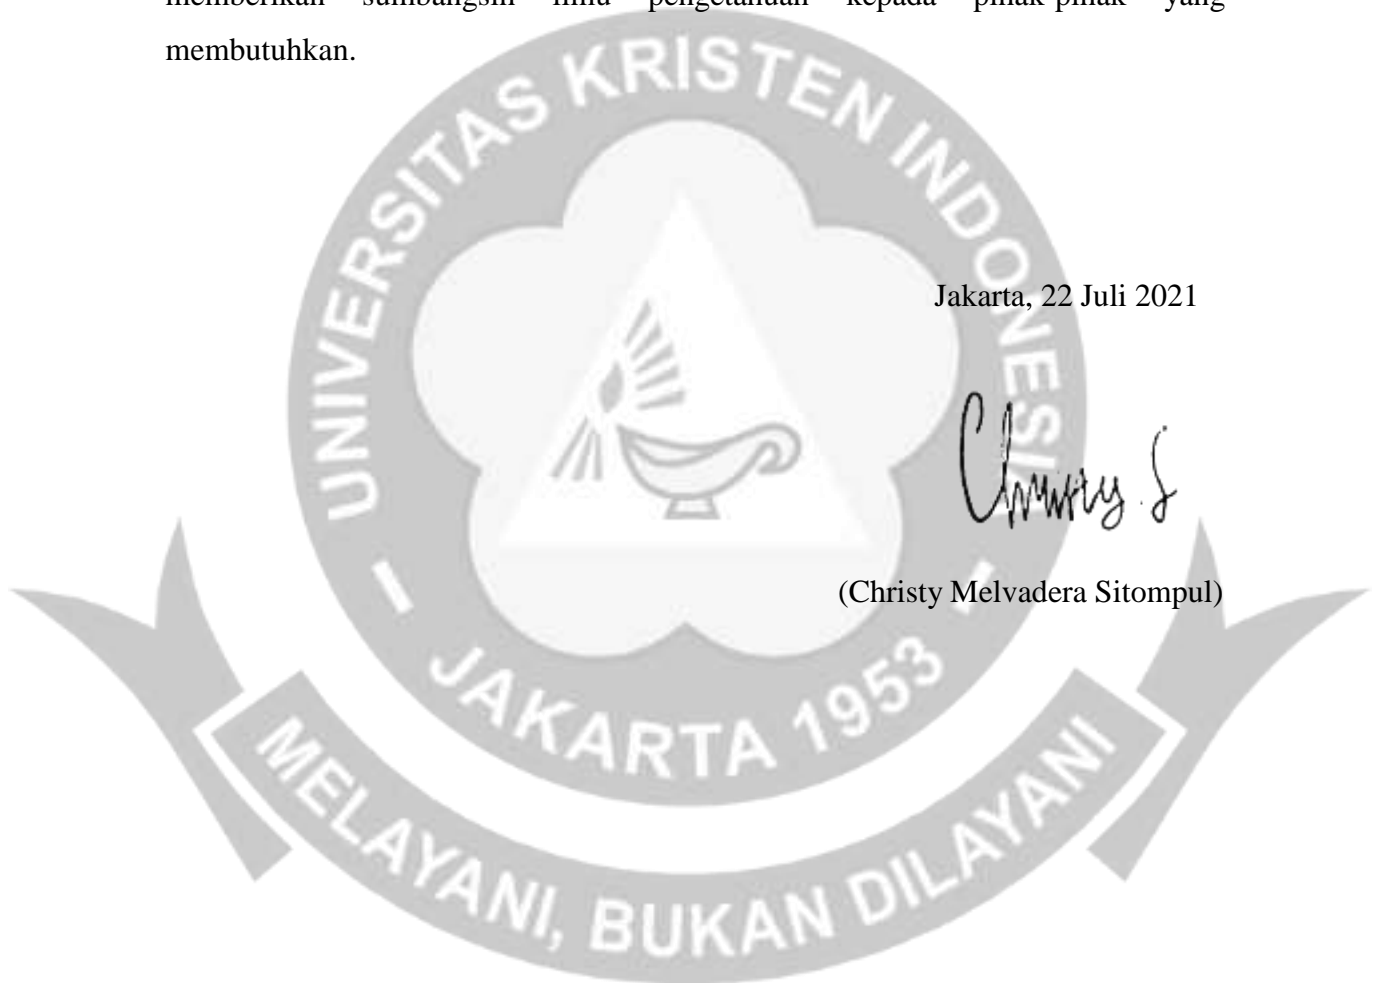 memberikan sumbangsih ilmu pengetahuan kepada pihak-pihak yang
membutuhkan.
UNIVERSITAS KRISTEN INDONESIA
Jakarta, 22 Juli 2021
Christy S
(Christy Melvadera Sitompul)
JAKARTA 1953
MELAYANI, BUKAN DILAYANI